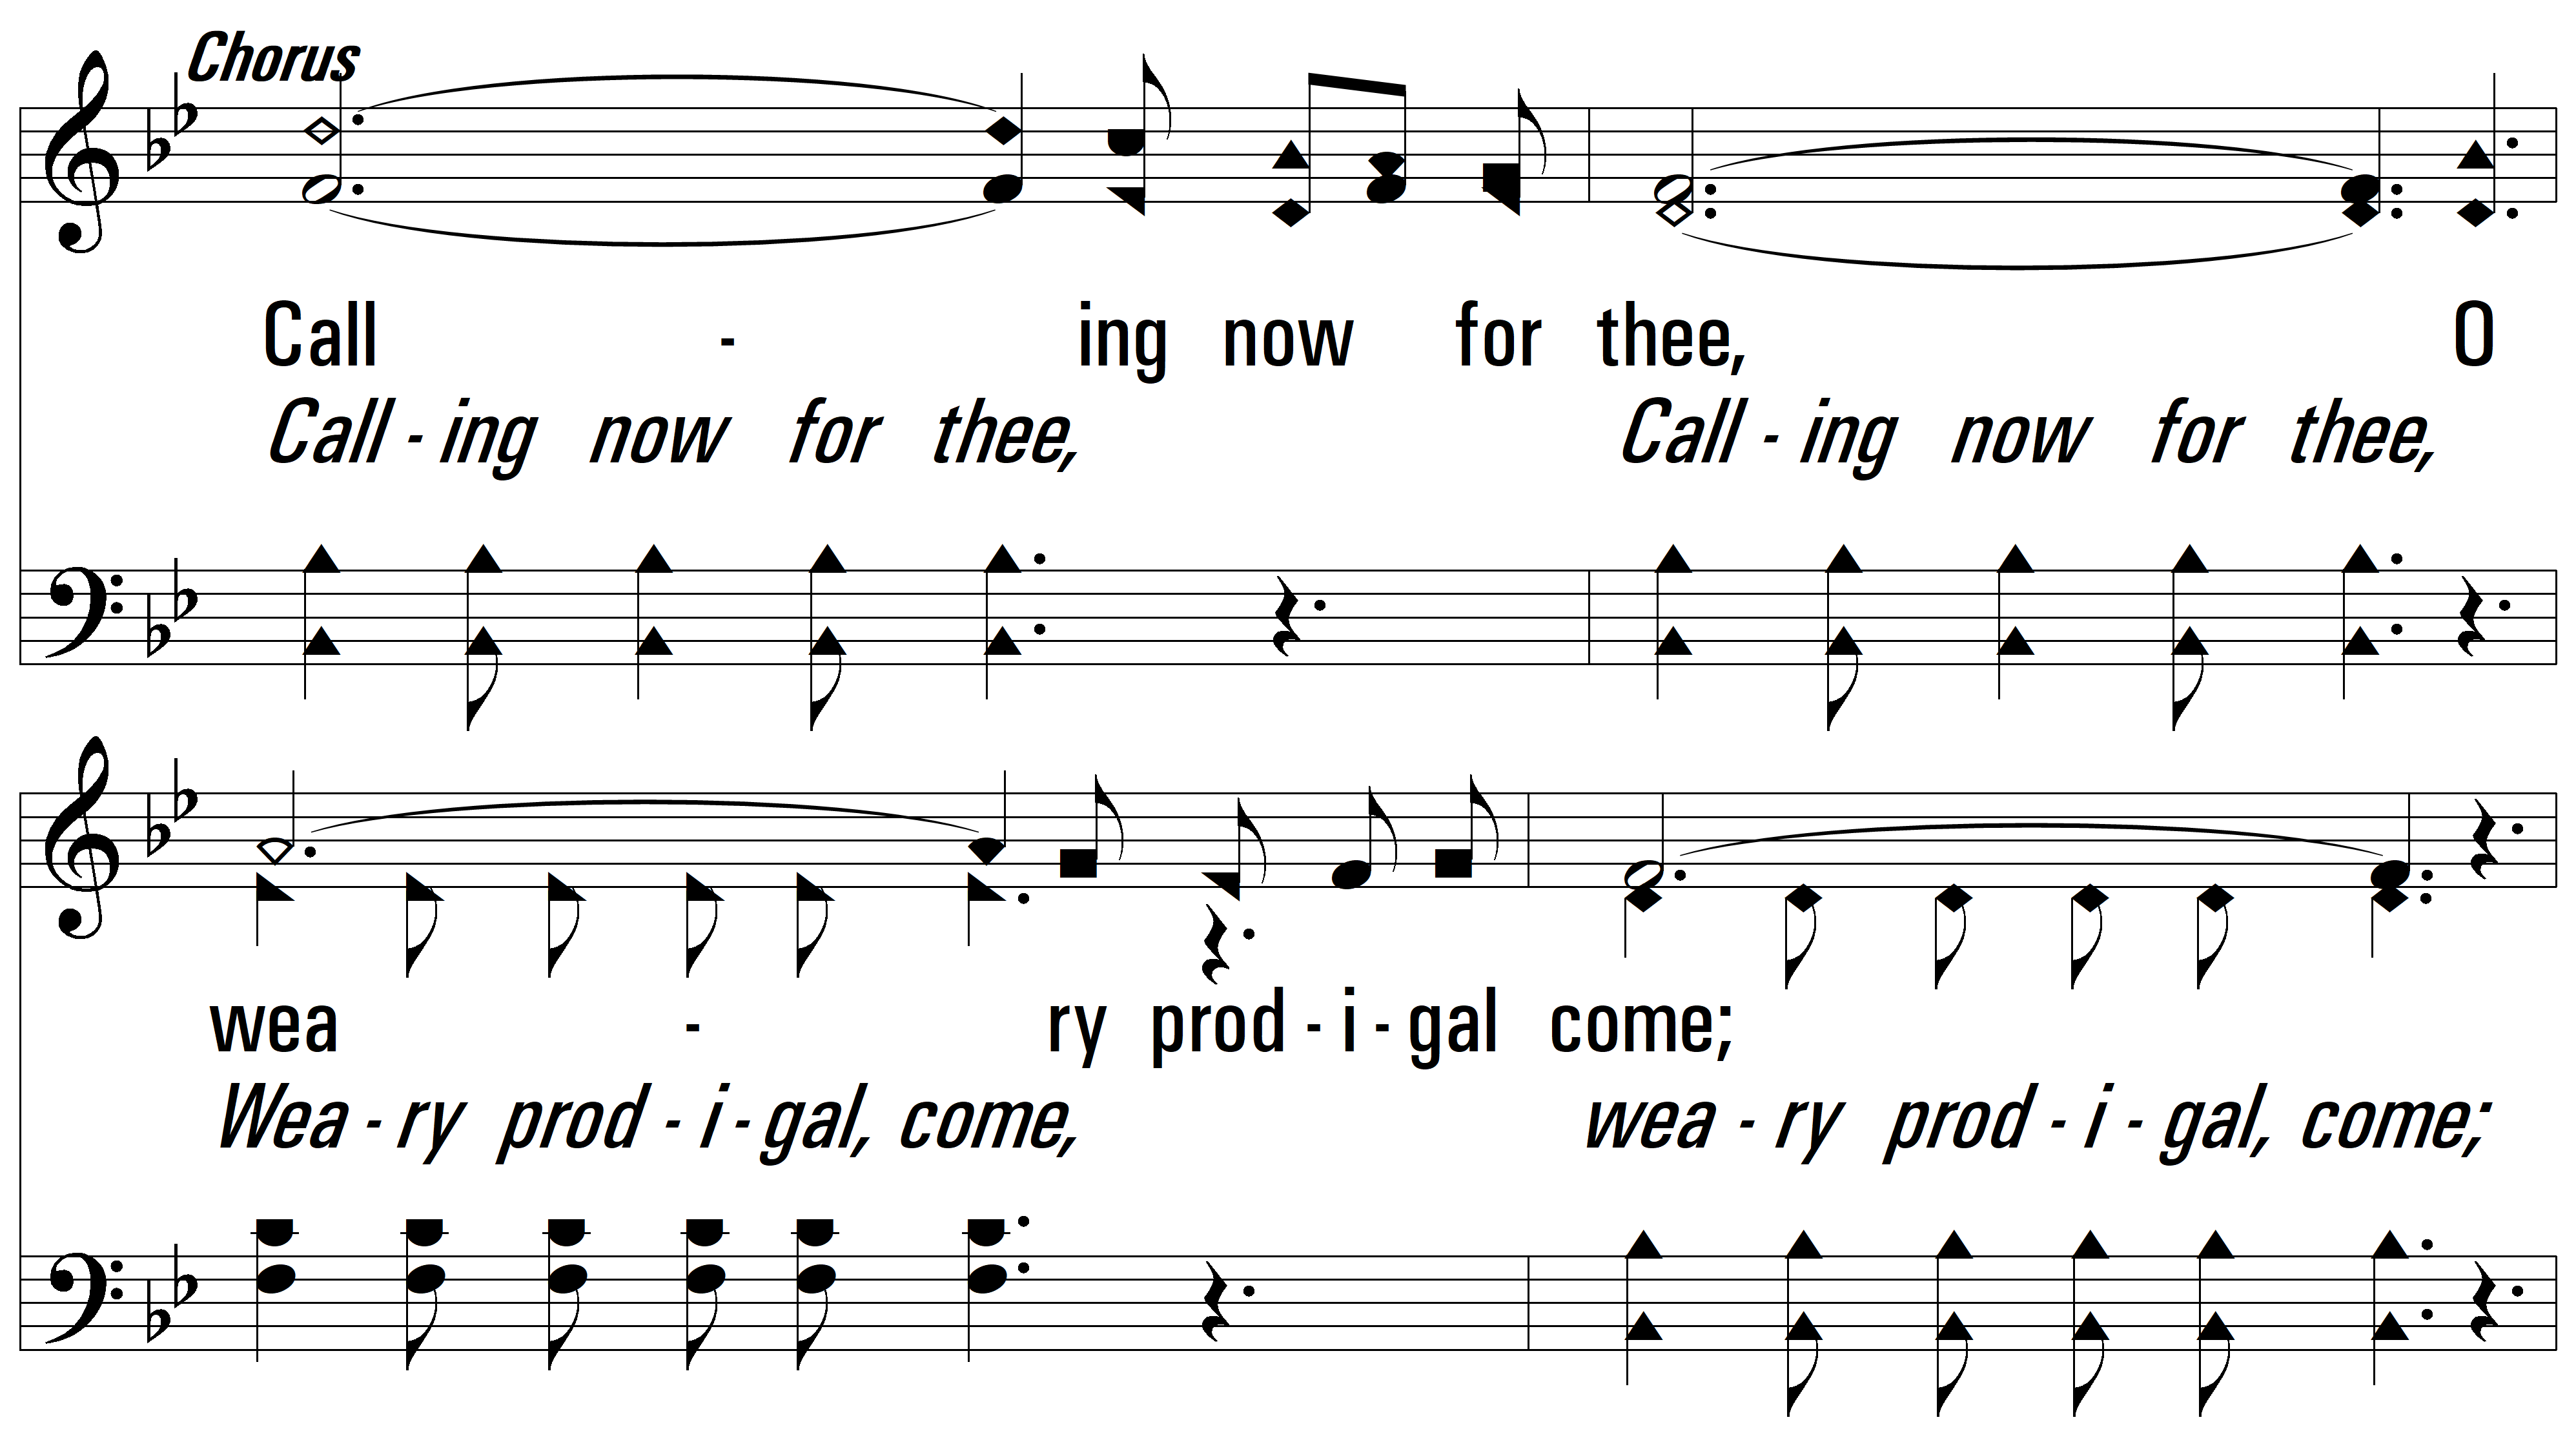 Chorus
Call - ing now for thee, O
Call - ing now for thee, Call - ing now for thee,
wea - ry prod - i - gal come;
Wea - ry prod - i - gal, come, wea - ry prod - i - gal, come;